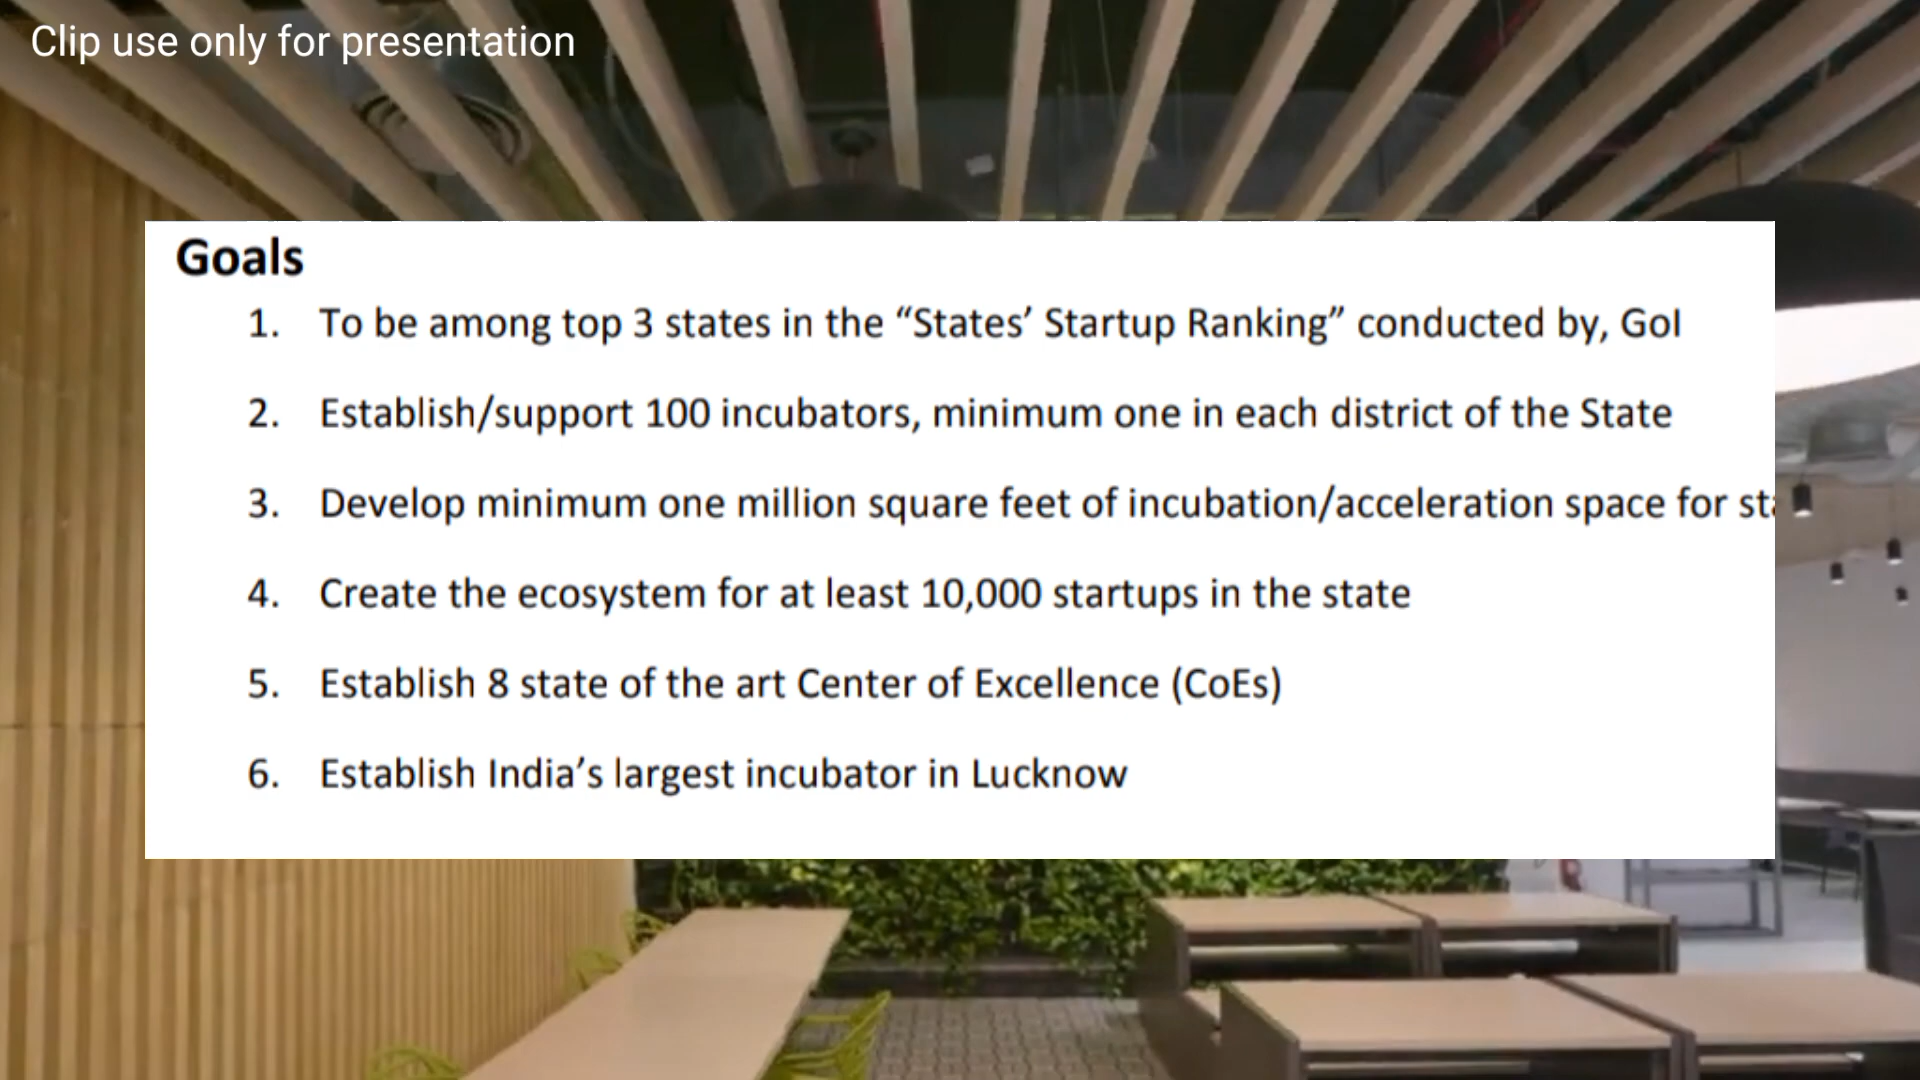 Clip use only for presentation
Goals
1. To be among top 3 states in the “States’ Startup Ranking” conducted by, GoI
2. Establish/support 100 incubators, minimum one in each district of the State
3. Develop minimum one million square feet of incubation/acceleration space for
4. Create the ecosystem for at least 10,000 startups in the state
5. Establish 8 state of the art Center of Excellence (CoEs)
6. Establish India’s largest incubator in Lucknow